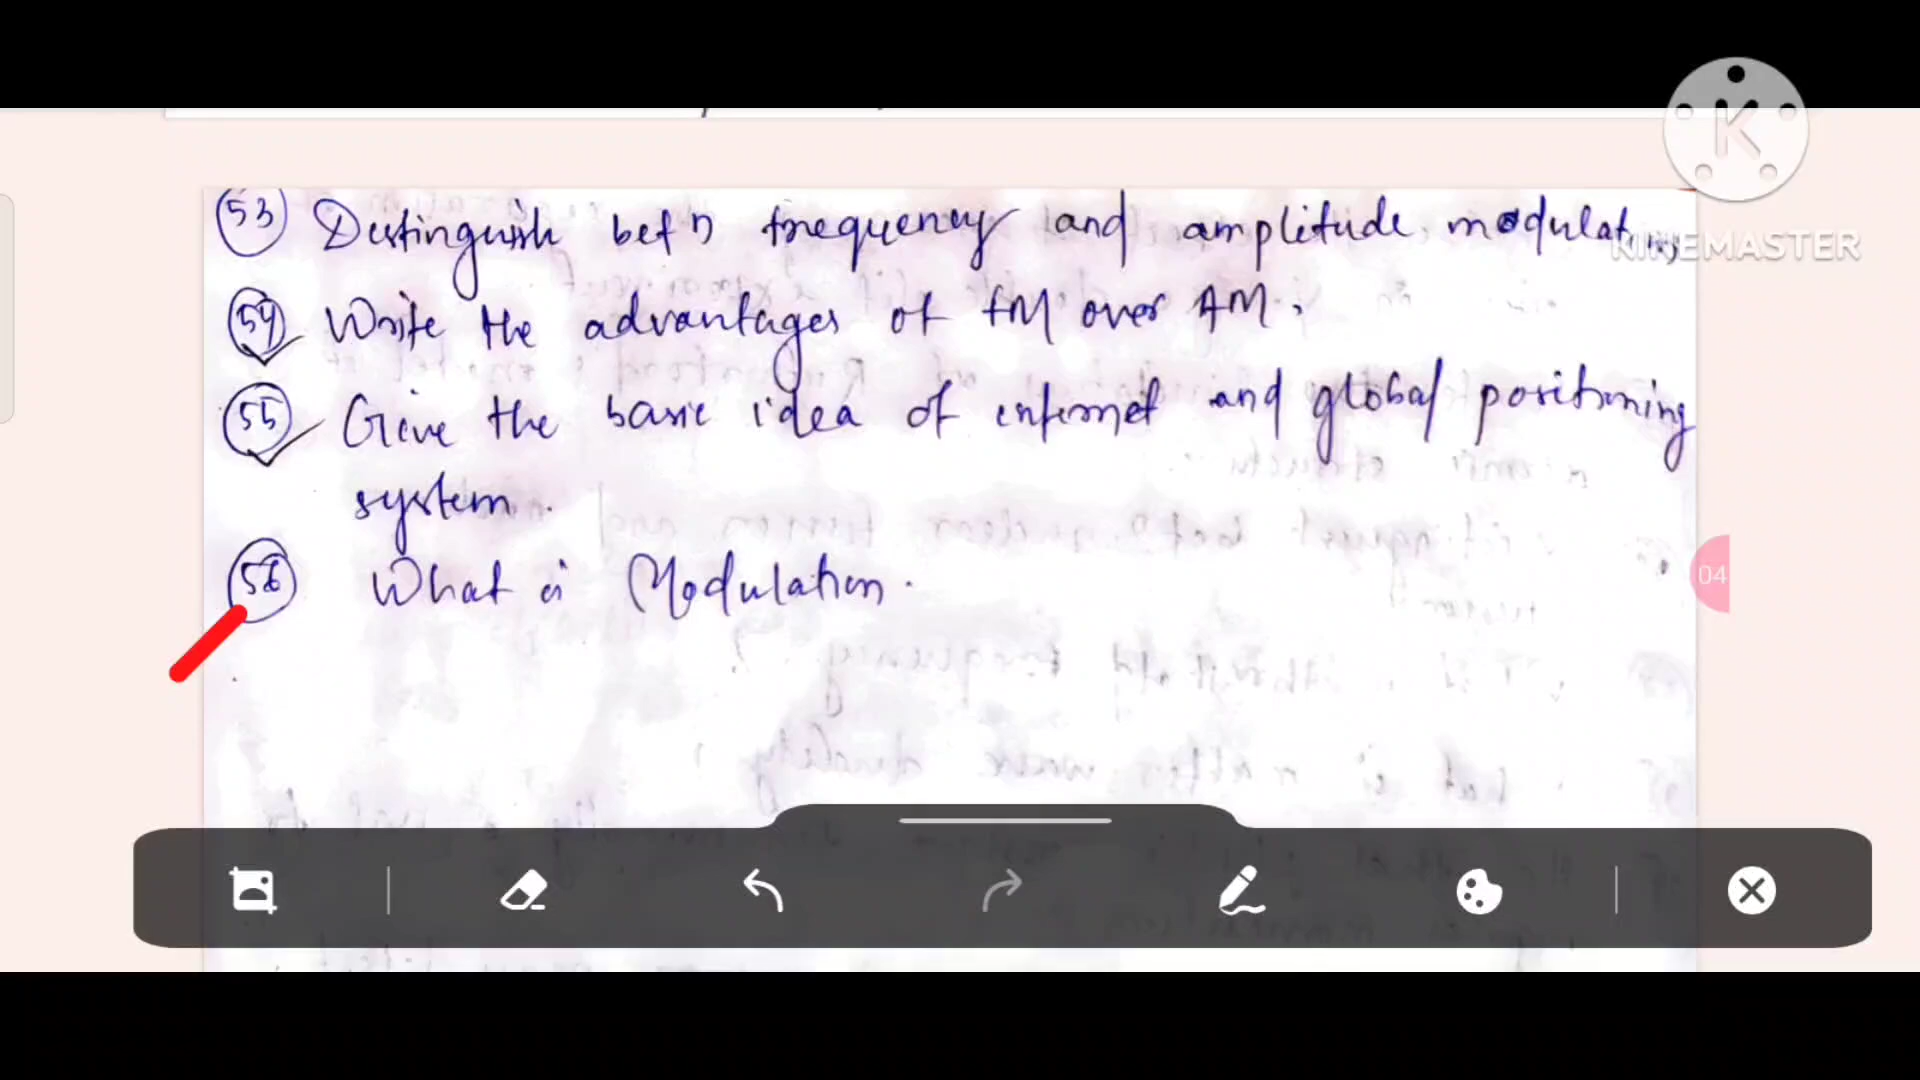 K
KINEMASTER
53 Distinguish betn frequency and amplitude modulation
54 Write the advantages of FM over AM.
55 Give the basic idea of internet and global positioning
system.
56 What is Modulation.
04